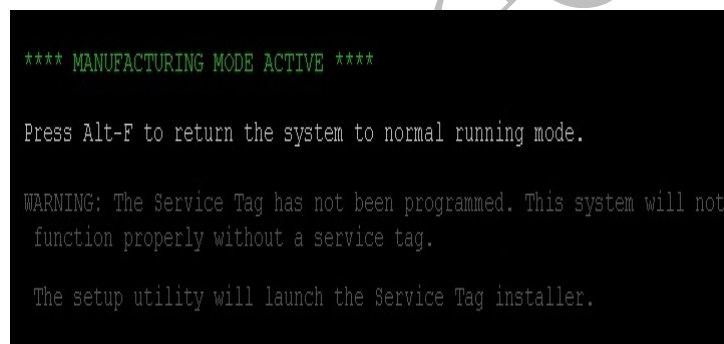 **** MANUFACTURING MODE ACTIVE ****
Press Alt-F to return the system to normal running mode.
WARNING: The Service Tag has not been programmed. This system will not
function properly without a service tag.
The setup utility will launch the Service Tag installer.